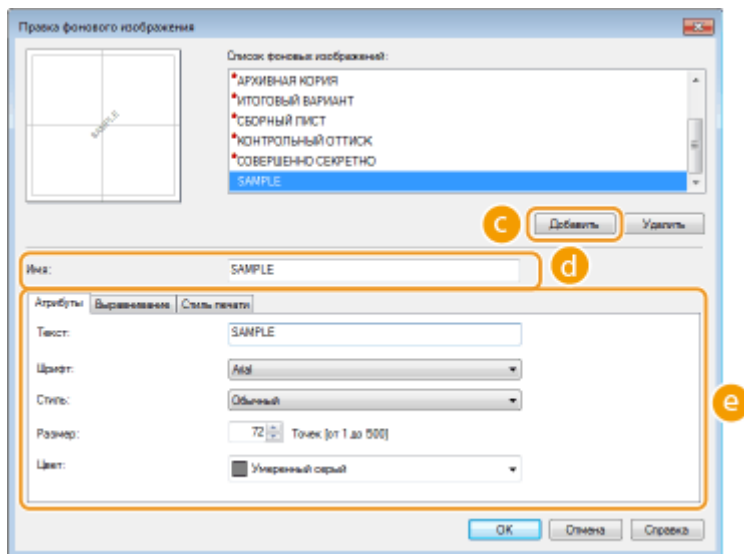 Правка фонового изображения
Список фоновых изображений:
SAMPLE
*АРХИВНАЯ КОРИЯ
*ИТОГОВЫЙ ВАРИАНТ
*СБОРНЫЙ ЛИСТ
*КОНТРОЛЬНЫЙ ОТТИСК
*СОВЕРШЕННО СЕКРЕТНО
SAMPLE
c Добавить Удалить
Имя: SAMPLE d
Атрибуты Выравнивание Стиль печати
Текст: SAMPLE
Шрифт: Arial
Стиль: Обычный
e
Размер: 72 Точек [от 1 до 500]
Цвет: Умеренный серый
OK Отмена Справка